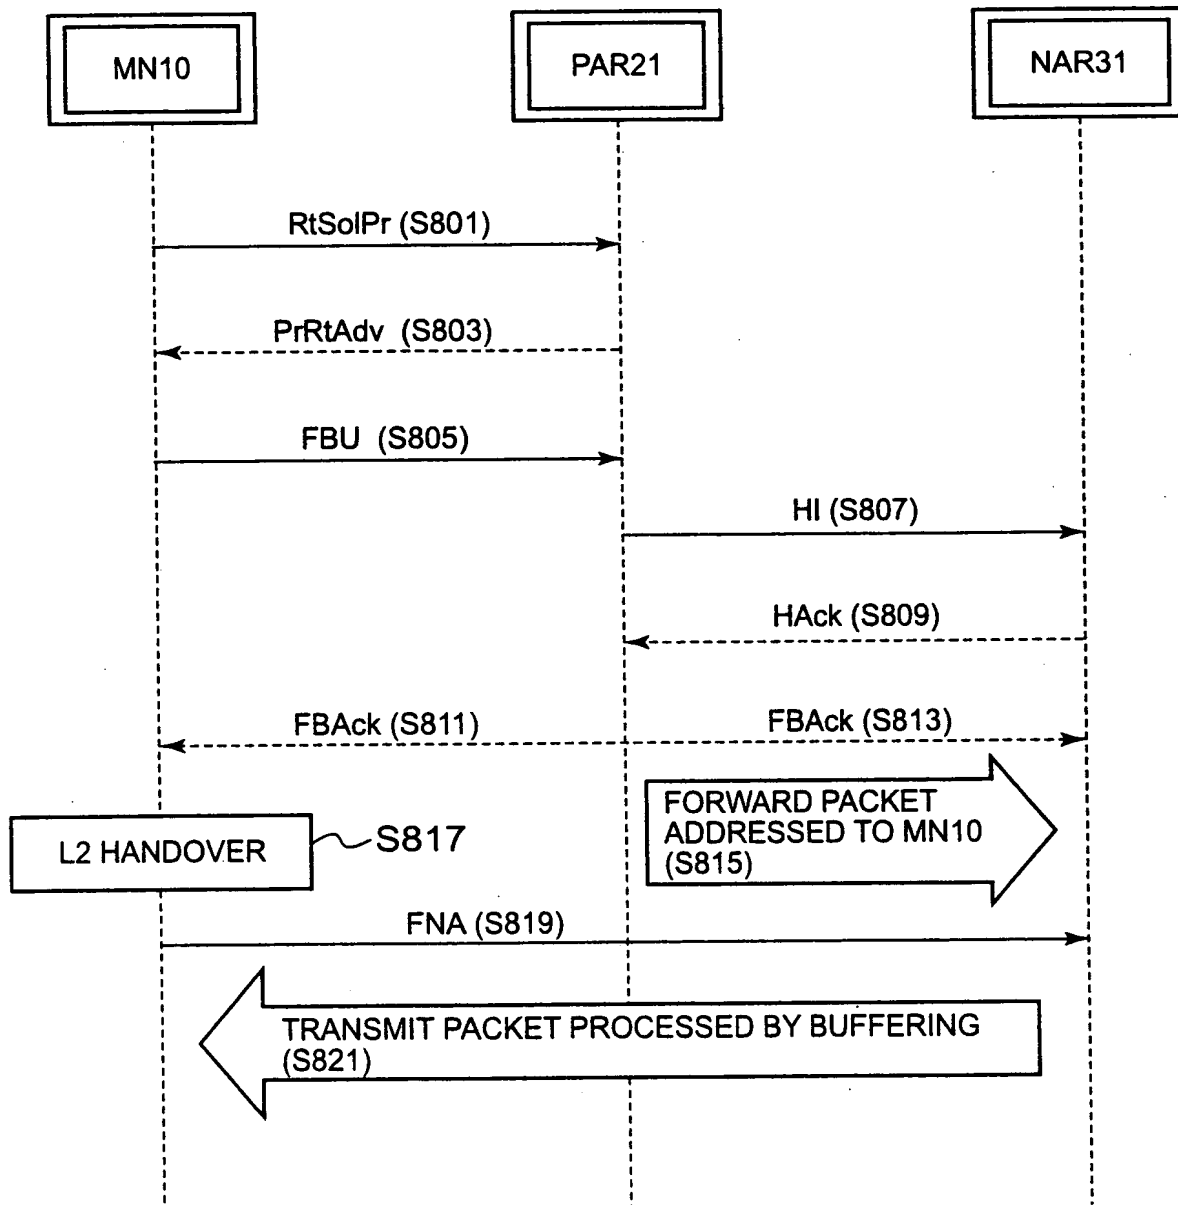 MN10
PAR21
NAR31
RtSolPr (S801)
PrRtAdv (S803)
FBU (S805)
HI (S807)
HAck (S809)
FBAck (S811)
FBAck (S813)
FORWARD PACKET
ADDRESSED TO MN10
(S815)
L2 HANDOVER
S817
FNA (S819)
TRANSMIT PACKET PROCESSED BY BUFFERING
(S821)